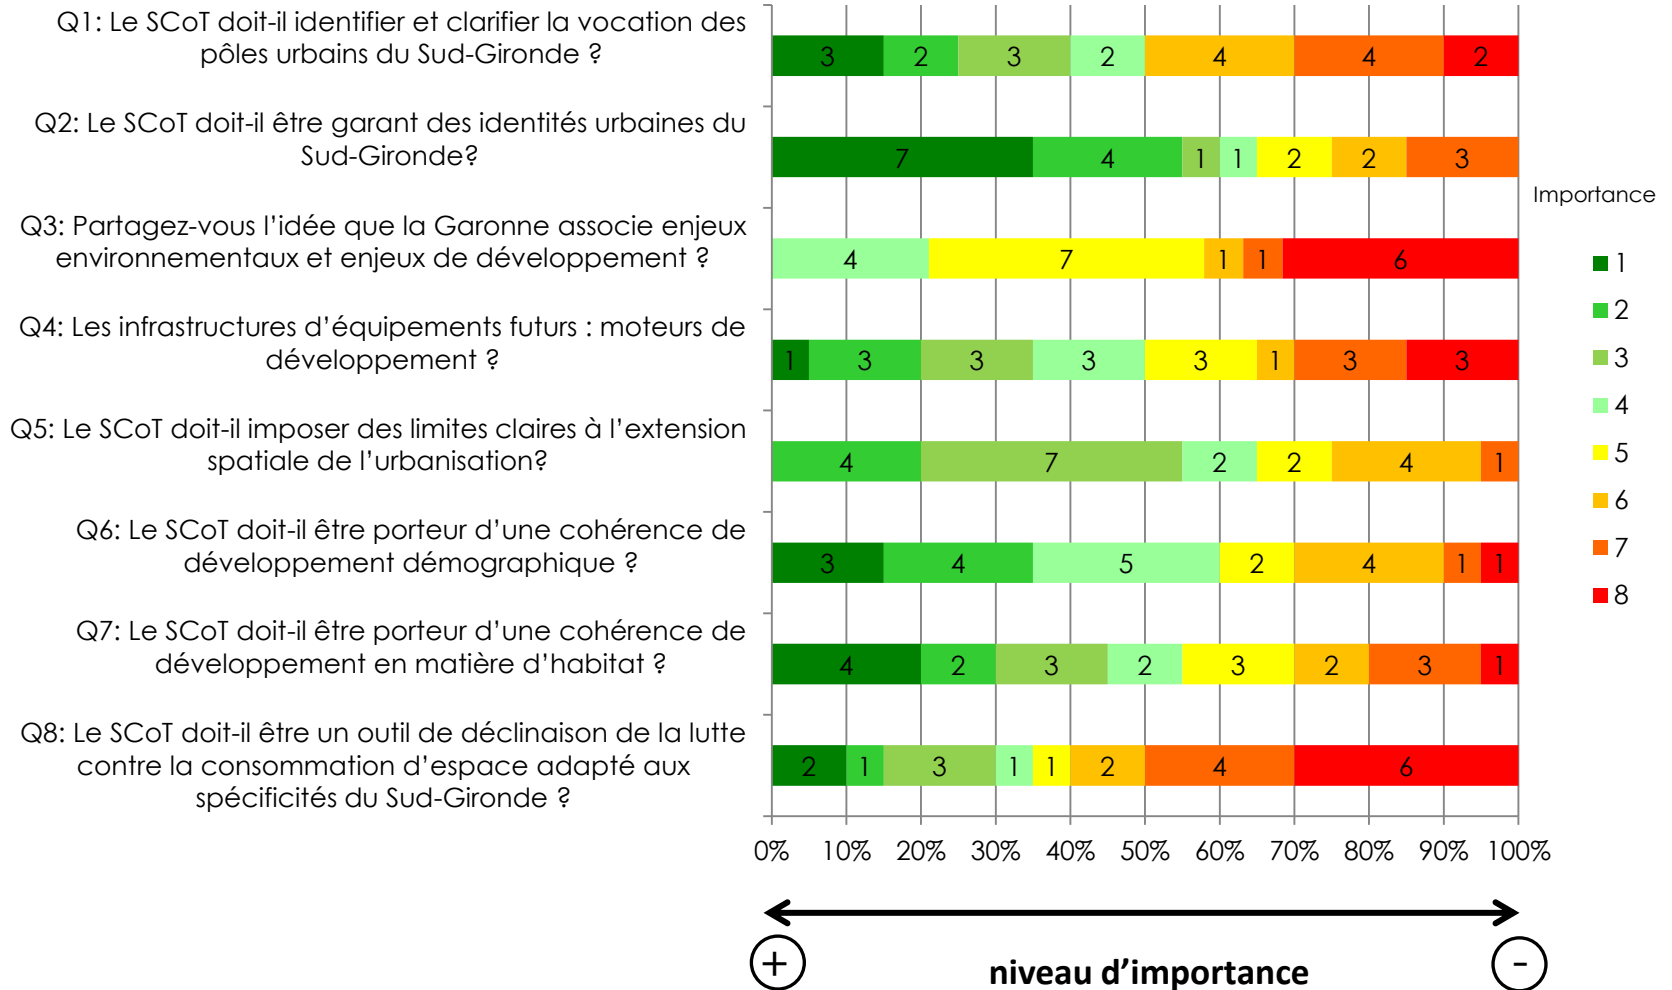 Q1: Le SCoT doit-il identifier et clarifier la vocation des
pôles urbains du Sud-Gironde ?
3 2 3 2 4 4 2
Q2: Le SCoT doit-il être garant des identités urbaines du
Sud-Gironde?
7 4 1 1 2 2 3
Q3: Partagez-vous l’idée que la Garonne associe enjeux
environnementaux et enjeux de développement ?
4 7 1 1 6
Q4: Les infrastructures d’équipements futurs : moteurs de
développement ?
1 3 3 3 3 1 3 3
Q5: Le SCoT doit-il imposer des limites claires à l’extension
spatiale de l’urbanisation?
4 7 2 2 4 1
Q6: Le SCoT doit-il être porteur d’une cohérence de
développement démographique ?
3 4 5 2 4 1 1
Q7: Le SCoT doit-il être porteur d’une cohérence de
développement en matière d’habitat ?
4 2 3 2 3 2 3 1
Q8: Le SCoT doit-il être un outil de déclinaison de la lutte
contre la consommation d’espace adapté aux
spécificités du Sud-Gironde ?
2 1 3 1 1 2 4 6
0% 10% 20% 30% 40% 50% 60% 70% 80% 90% 100%
Importance
1
2
3
4
5
6
7
8
+ niveau d’importance -